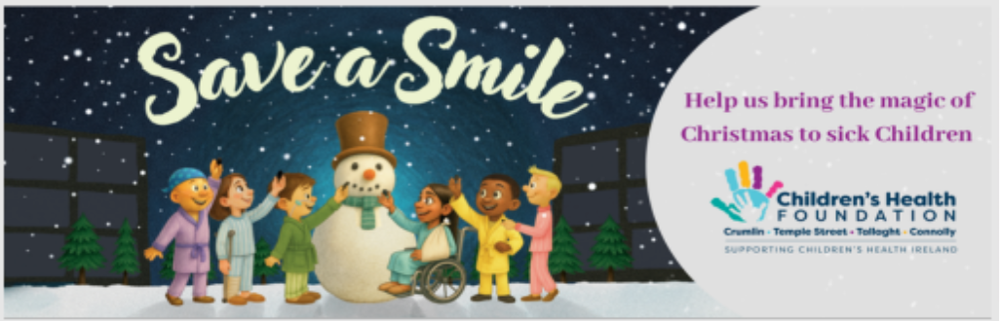 Save a Smile
Help us bring the magic of
Christmas to sick Children
Children's Health
FOUNDATION
Crumlin · Temple Street · Tallaght · Connolly
SUPPORTING CHILDREN'S HEALTH IRELAND